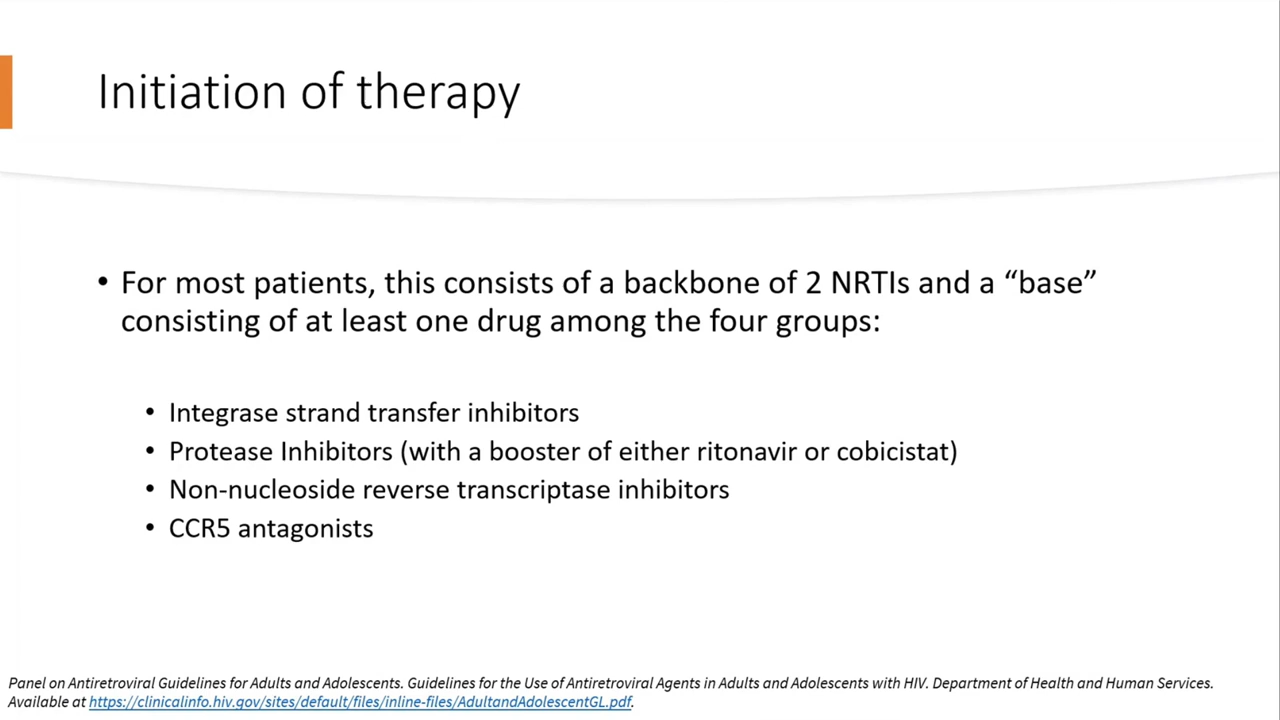 Initiation of therapy
• For most patients, this consists of a backbone of 2 NRTIs and a “base”
consisting of at least one drug among the four groups:
• Integrase strand transfer inhibitors
• Protease Inhibitors (with a booster of either ritonavir or cobicistat)
• Non-nucleoside reverse transcriptase inhibitors
• CCR5 antagonists
Panel on Antiretroviral Guidelines for Adults and Adolescents. Guidelines for the Use of Antiretroviral Agents in Adults and Adolescents with HIV. Department of Health and Human Services.
Available at https://clinicalinfo.hiv.gov/sites/default/files/inline-files/AdultandAdolescentGL.pdf.